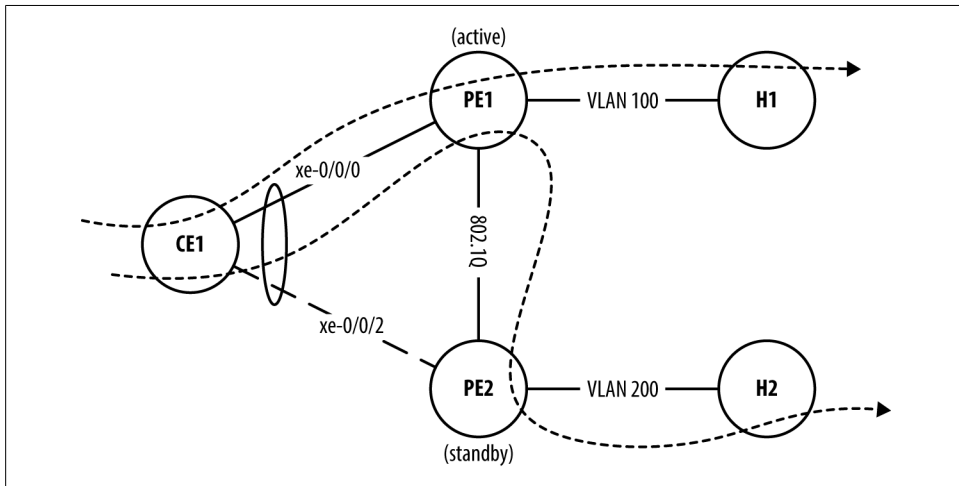 (active)
PE1
VLAN 100
H1
xe-0/0/0
CE1
802.1Q
xe-0/0/2
PE2
VLAN 200
H2
(standby)